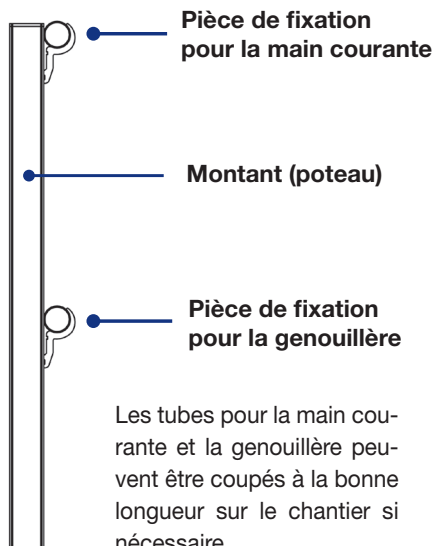 Pièce de fixation
pour la main courante
Montant (poteau)
Pièce de fixation
pour la genouillère
Les tubes pour la main cou-
rante et la genouillère peu-
vent être coupés à la bonne
longueur sur le chantier si
nécessaire